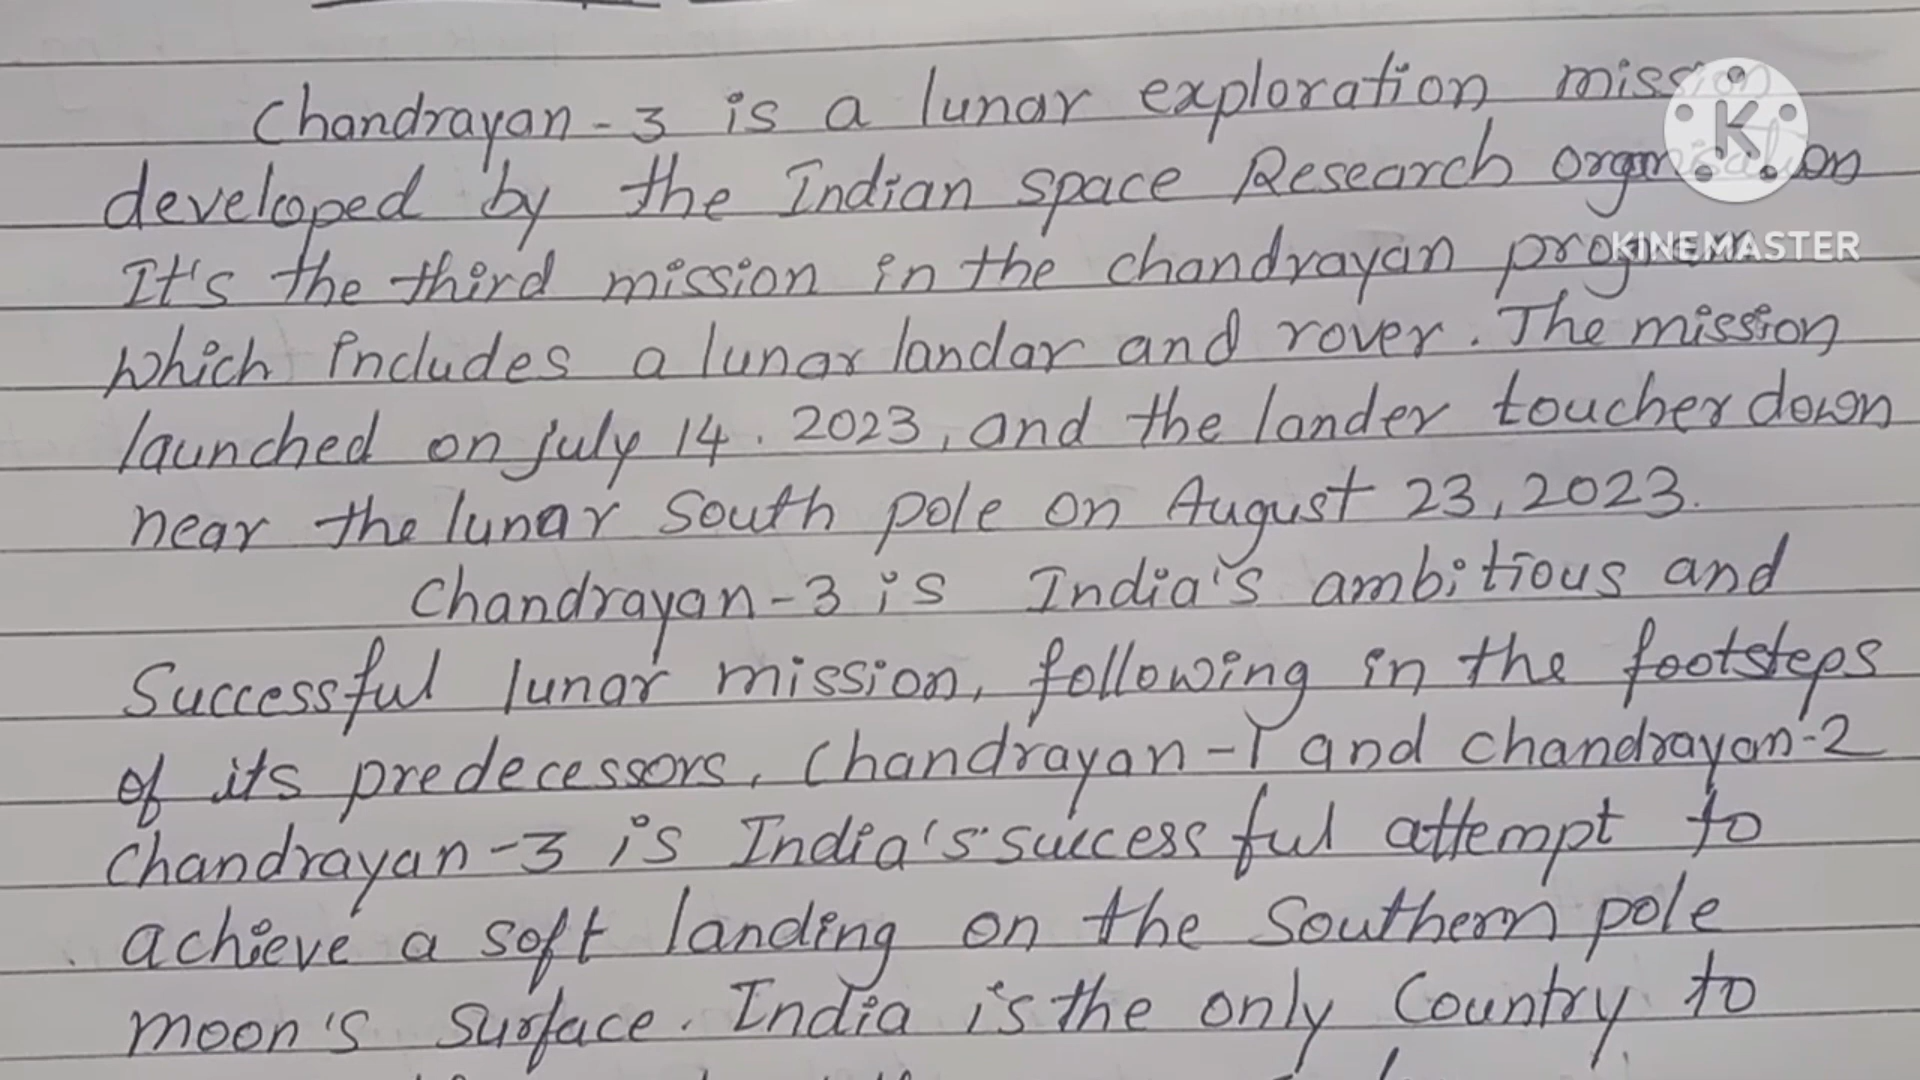 Chandrayan-3 is a lunar exploration mission
developed by the Indian space Research orgnisation
It's the third mission in the chandrayan program
which includes a lunar landar and rover. The mission
launched on july 14. 2023, and the lander toucher down
near the lunar South pole on August 23, 2023.
Chandrayan-3 is India's ambitious and
Successful lunar mission, following in the footsteps
of its predecessors, Chandrayan-1 and Chandrayan-2
Chandrayan-3 is India's successful attempt to
achieve a soft landing on the Southern pole
moon's surface. India is the only Country to
K
KINEMASTER